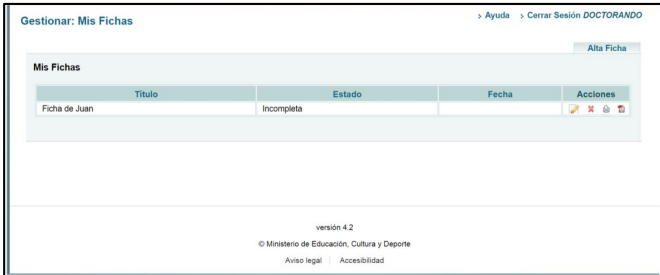 Gestionar: Mis Fichas
> Ayuda > Cerrar Sesión DOCTORANDO
Alta Ficha
Mis Fichas
Título Estado Fecha Acciones
Ficha de Juan Incompleta
versión 4.2
© Ministerio de Educación, Cultura y Deporte
Aviso legal | Accesibilidad